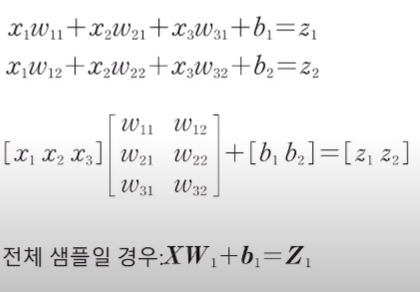 x₁w₁₁+x₂w₂₁+x₃w₃₁+b₁=z₁
x₁w₁₂+x₂w₂₂+x₃w₃₂+b₂=z₂
w₁₁ w₁₂
[x₁ x₂ x₃] w₂₁ w₂₂ +[b₁ b₂]=[z₁ z₂]
w₃₁ w₃₂
전체 샘플일 경우:XW₁+b₁=Z₁